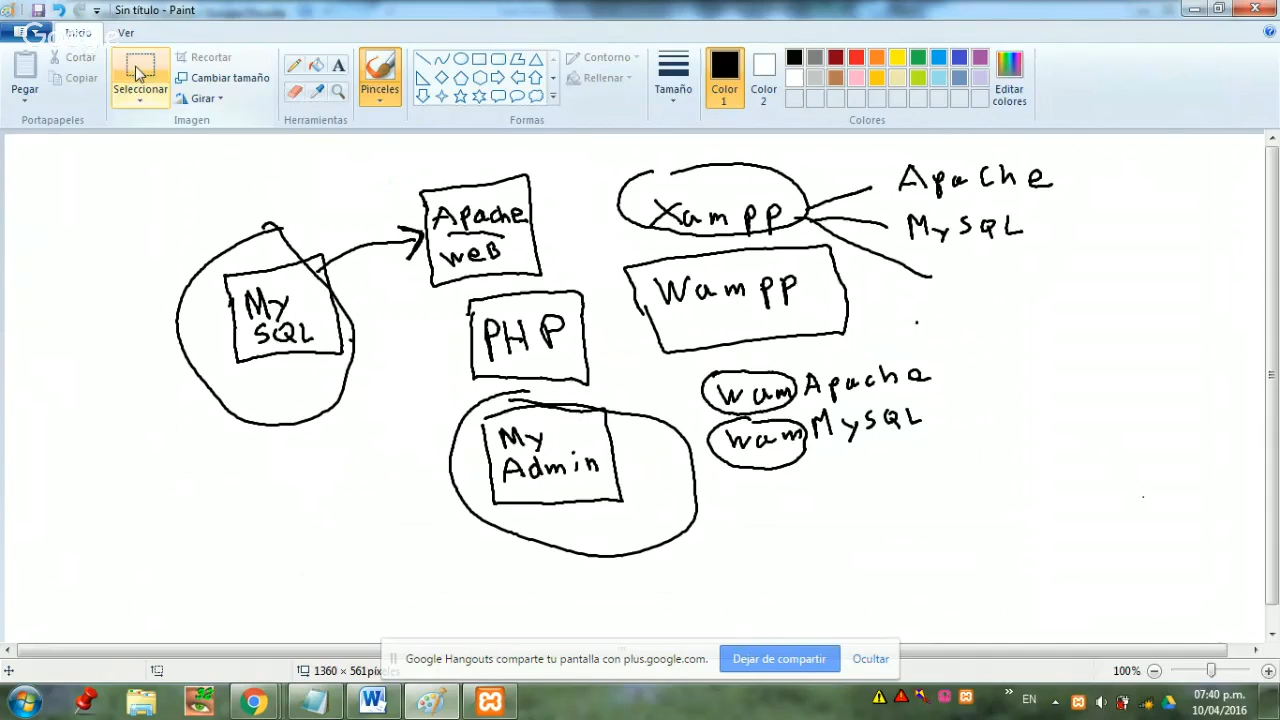 Sin título - Paint
Google
Inicio
Ver
Pegar
Cortar
Copiar
Portapapeles
Seleccionar
Recortar
Cambiar tamaño
Girar
Imagen
Herramientas
Pinceles
Contorno
Rellenar
Formas
Tamaño
Color 1
Color 2
Editar colores
Colores
My
SQL
Apache
WEB
PHP
My
Admin
Xampp
Apache
MySQL
Wampp
wam Apache
wam MySQL
Google Hangouts comparte tu pantalla con plus.google.com.
Dejar de compartir
Ocultar
1360 × 561píxeles
100%
EN
07:40 p.m.
10/04/2016